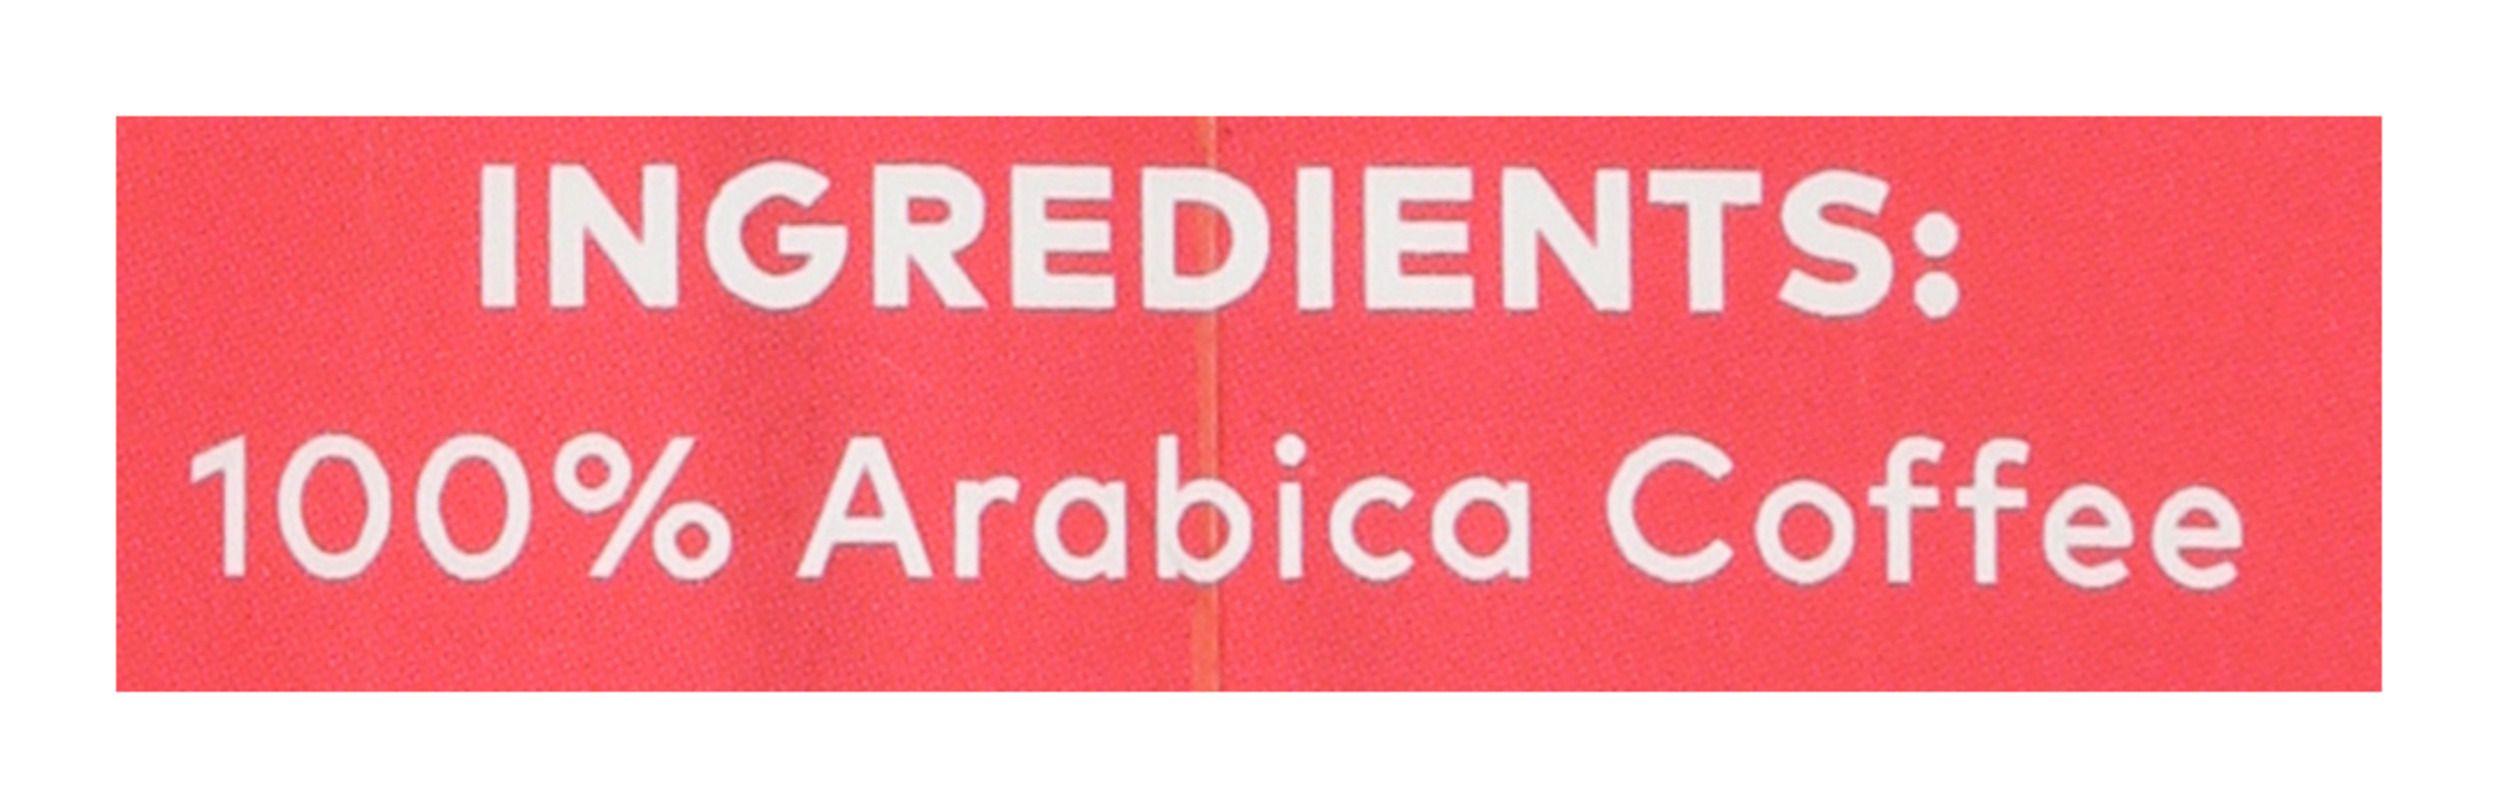 INGREDIENTS:
100% Arabica Coffee